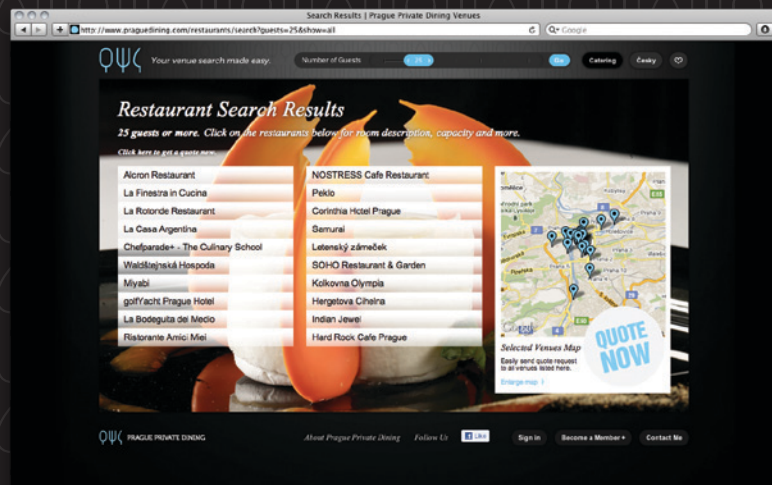 Search Results | Prague Private Dining Venues
http://www.praguedining.com/restaurants/search?guests=25&show=all
Google
Your venue search made easy.
Number of Guests
25
Go
Catering
Česky
Restaurant Search Results
25 guests or more. Click on the restaurants below for room description, capacity and more.
Click here to get a quote now.
Alcron Restaurant
La Finestra in Cucina
La Rotonde Restaurant
La Casa Argentina
Chefparade+ - The Culinary School
Waldštejnská Hospoda
Miyabi
golfYacht Prague Hotel
La Bodeguita del Medio
Ristorante Amici Miei
NOSTRESS Cafe Restaurant
Peklo
Corinthia Hotel Prague
Samurai
Letenský zámeček
SOHO Restaurant & Garden
Kolkovna Olympia
Hergetova Cihelna
Indian Jewel
Hard Rock Cafe Prague
QUOTE
NOW
Selected Venues Map
Easily send quote request
to all venues listed here.
Enlarge map
PRAGUE PRIVATE DINING
About Prague Private Dining
Follow Us
Like
Sign in
Become a Member +
Contact Me